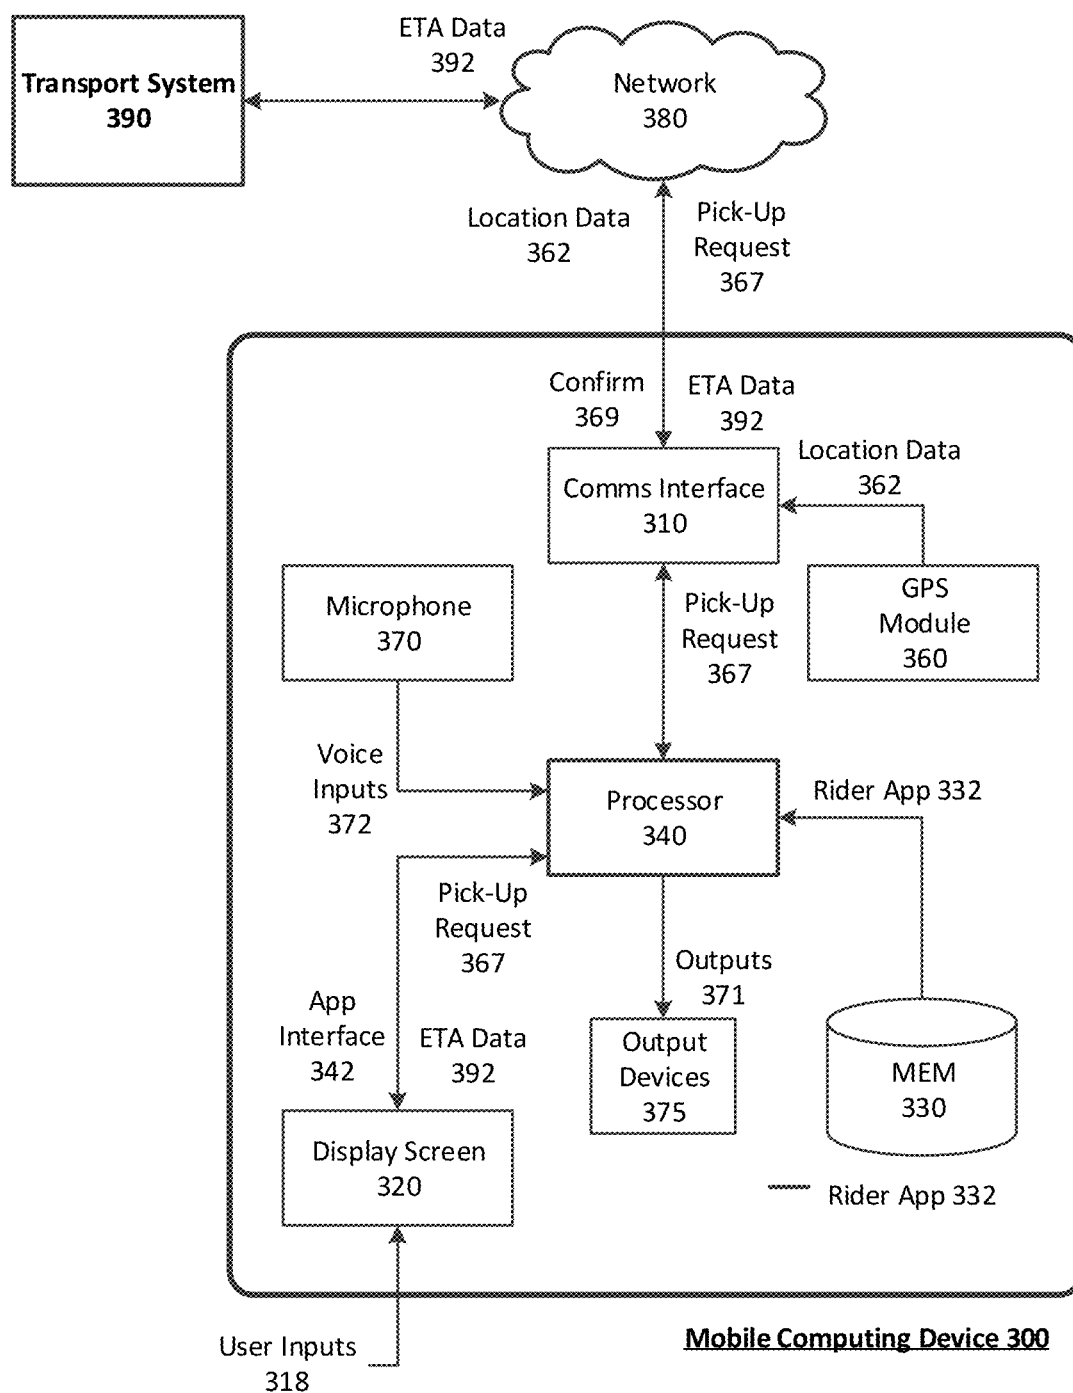 ETA Data
392
Transport System
390
Network
380
Location Data
362
Pick-Up
Request
367
Confirm
369
ETA Data
392
Location Data
362
Comms Interface
310
Microphone
370
Pick-Up
Request
367
GPS
Module
360
Voice
Inputs
372
Processor
340
Rider App 332
Pick-Up
Request
367
Outputs
371
App
Interface
342
ETA Data
392
Output
Devices
375
MEM
330
Display Screen
320
Rider App 332
Mobile Computing Device 300
User Inputs
318